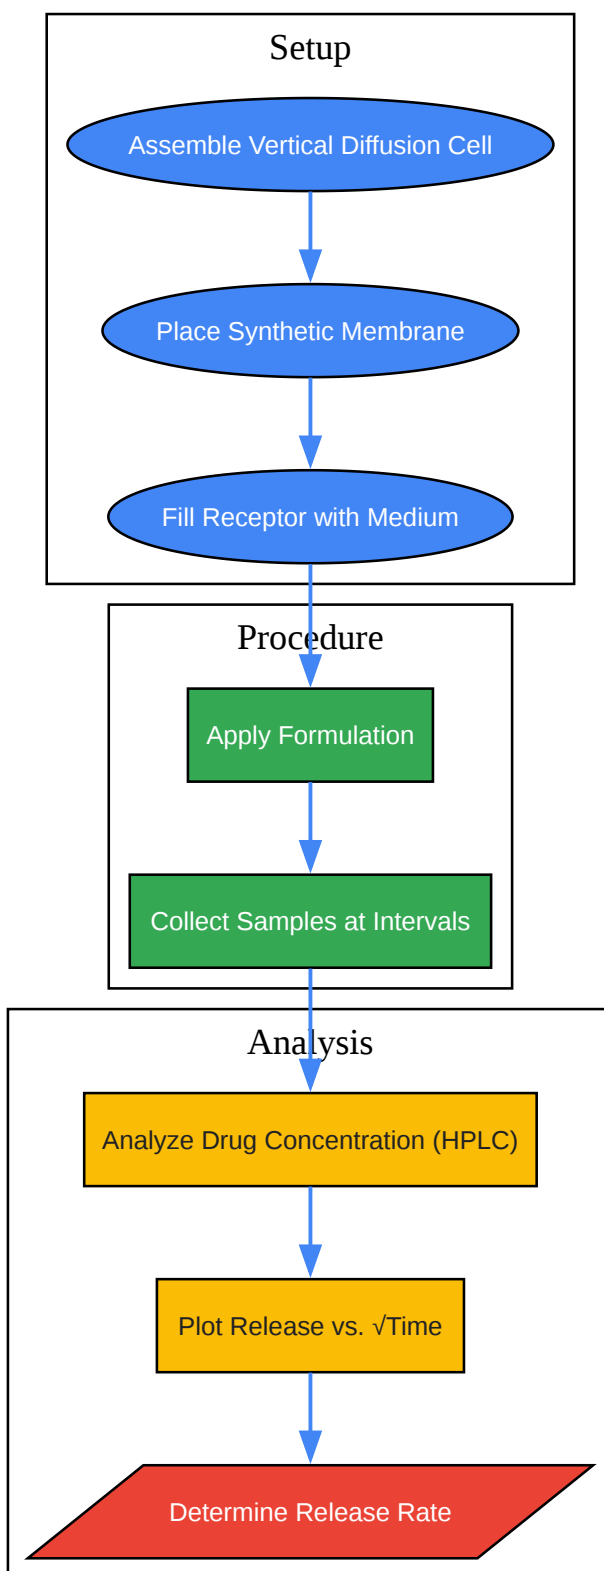 Setup
Assemble Vertical Diffusion Cell
Place Synthetic Membrane
Fill Receptor with Medium
Procedure
Apply Formulation
Collect Samples at Intervals
Analysis
Analyze Drug Concentration (HPLC)
Plot Release vs. √Time
Determine Release Rate